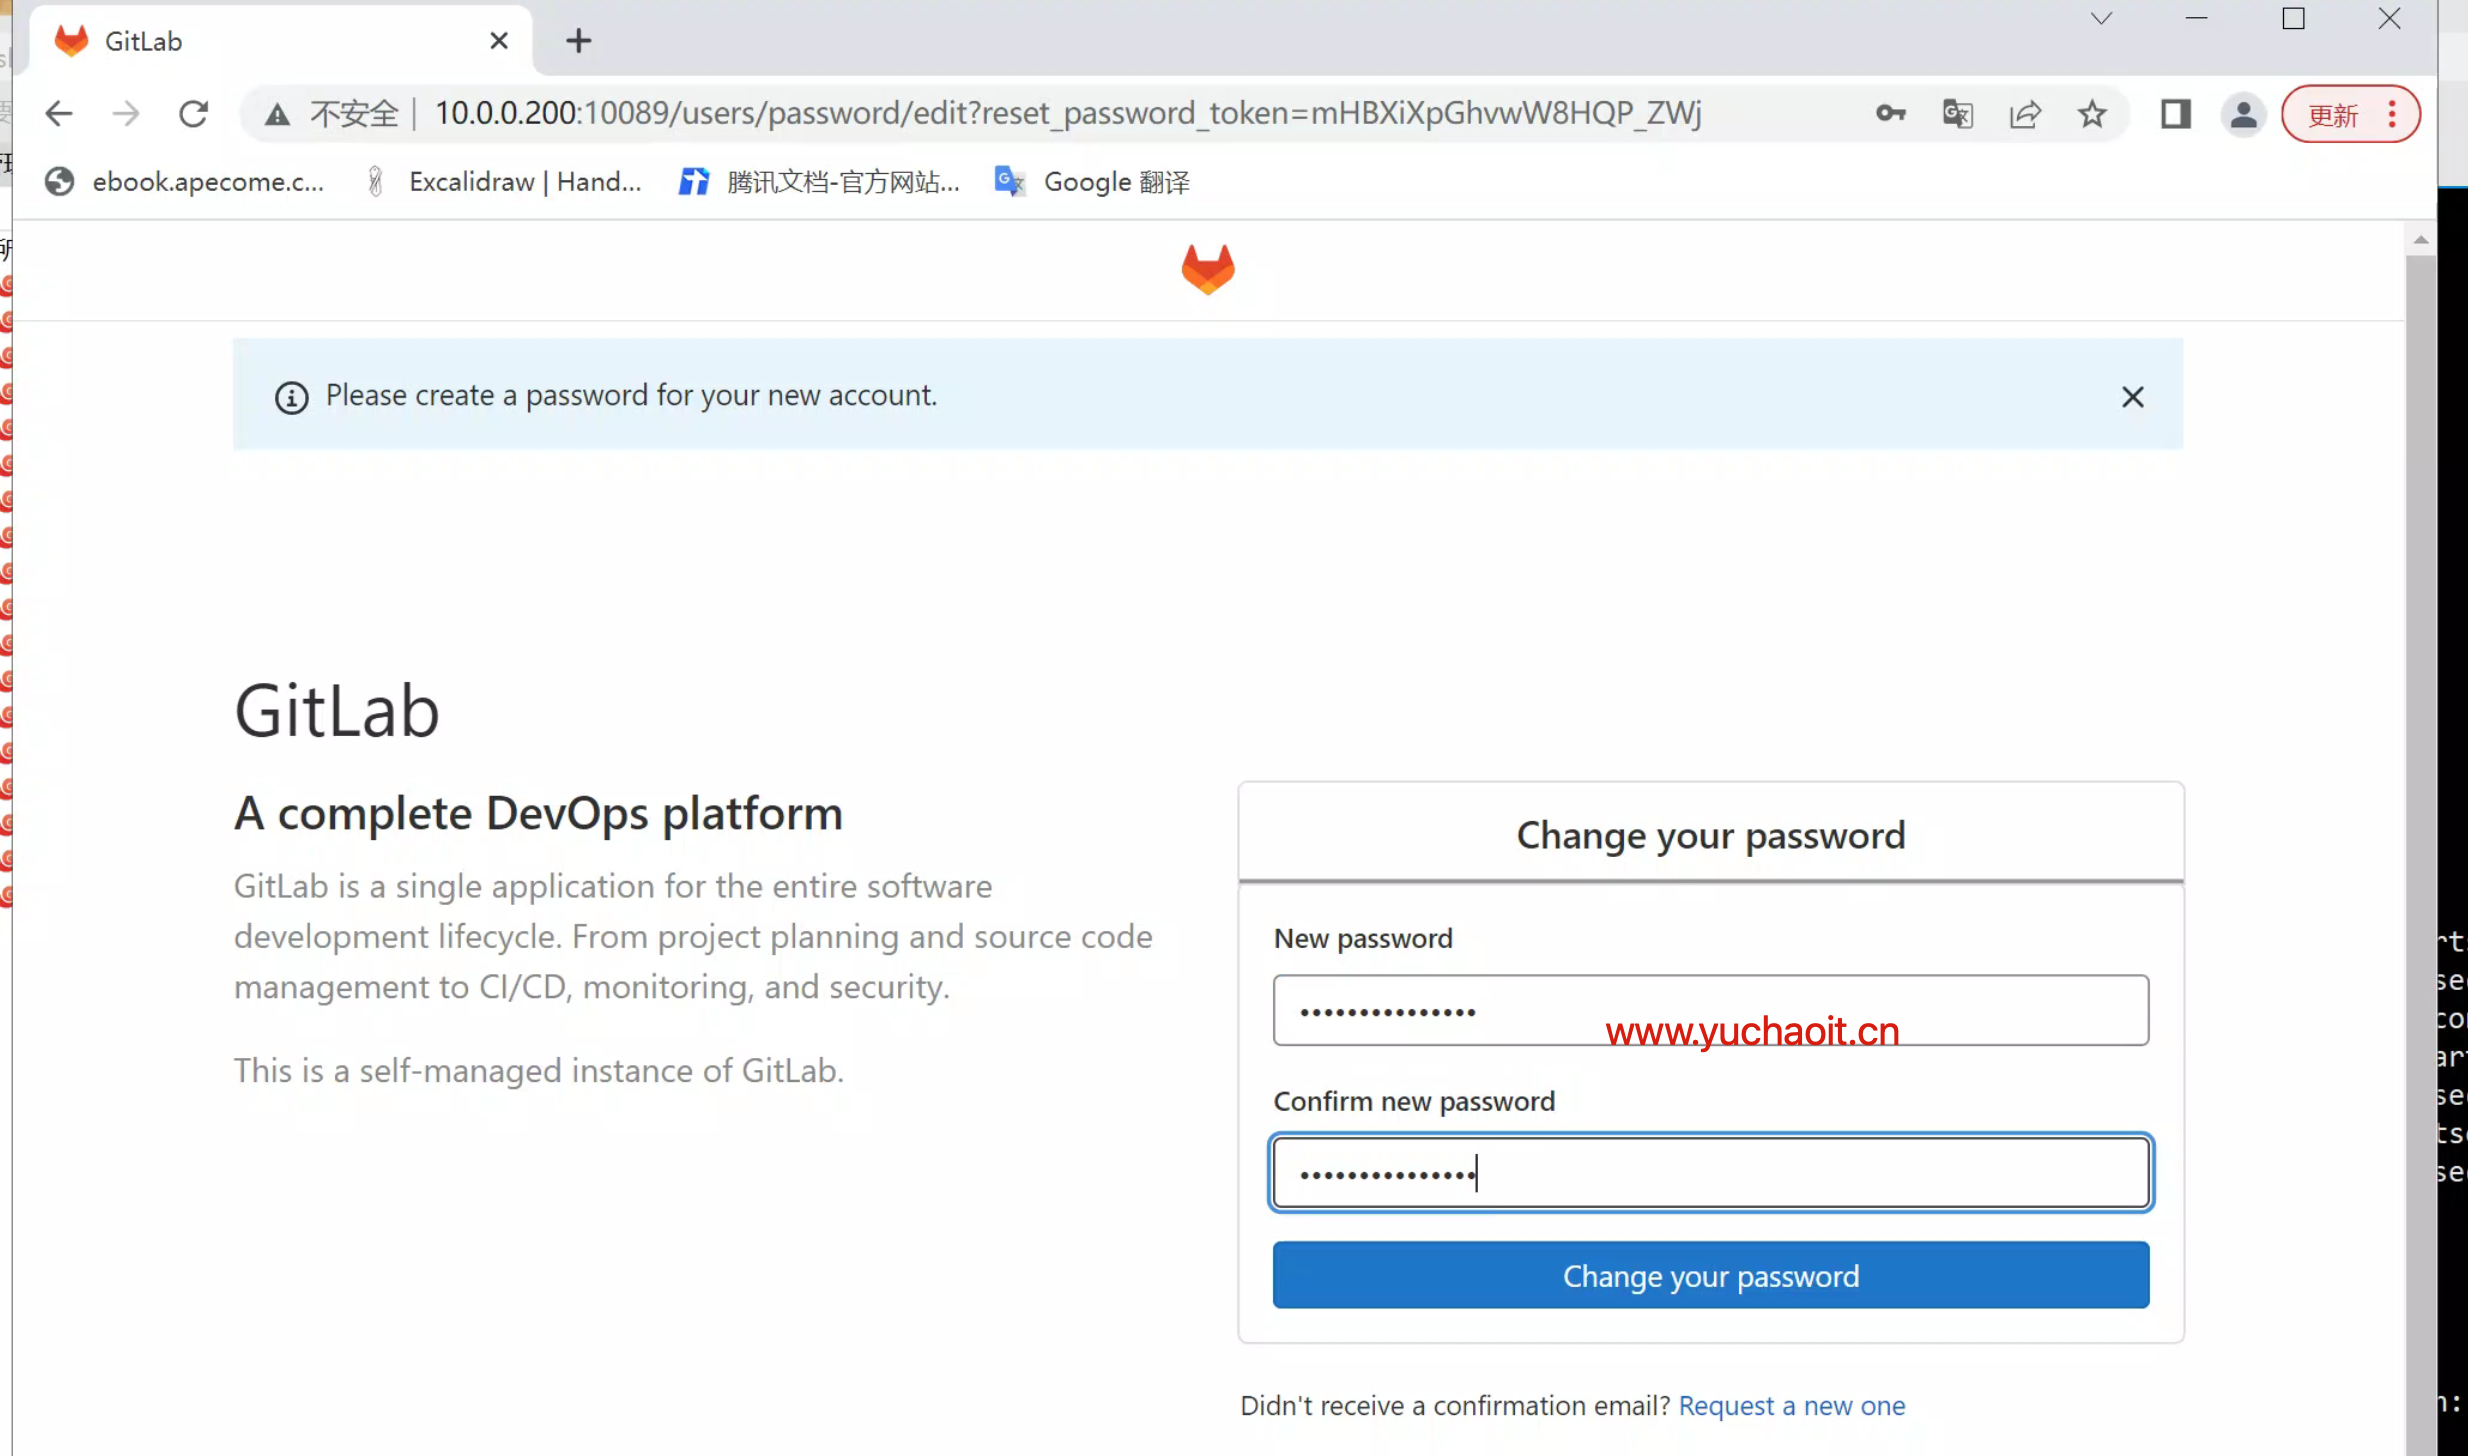 GitLab
不安全 10.0.0.200:10089/users/password/edit?reset_password_token=mHBXiXpGhvwW8HQP_ZWj
更新
ebook.apecome.c... Excalidraw | Hand... 腾讯文档-官方网站... Google 翻译
Please create a password for your new account.
GitLab
A complete DevOps platform
GitLab is a single application for the entire software
development lifecycle. From project planning and source code
management to CI/CD, monitoring, and security.
This is a self-managed instance of GitLab.
Change your password
New password
•••••••••••••••
www.yuchaoit.cn
Confirm new password
•••••••••••••••
Change your password
Didn't receive a confirmation email? Request a new one